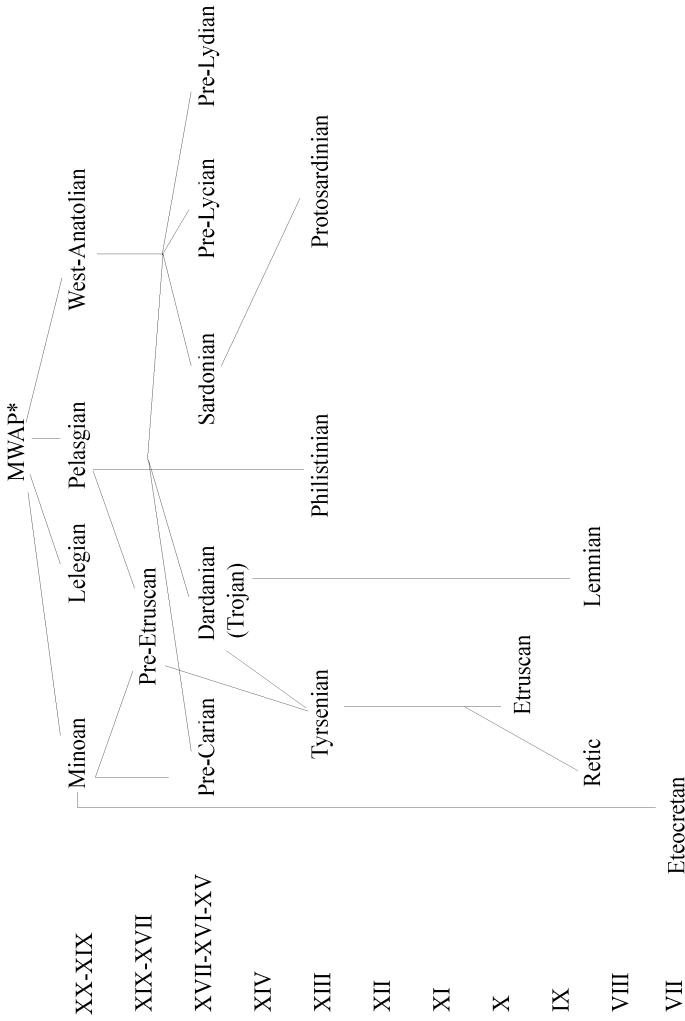 MWAP*
XX-XIX
Minoan
Lelegian
Pelasgian
West-Anatolian
XIX-XVII
Pre-Etruscan
XVII-XVI-XV
Pre-Carian
Dardanian
(Trojan)
Sardonian
Pre-Lycian
Pre-Lydian
XIV
XIII
Tyrsenian
Philistinian
Protosardinian
XII
XI
X
Etruscan
IX
Retic
Lemnian
VIII
VII
Eteocretan